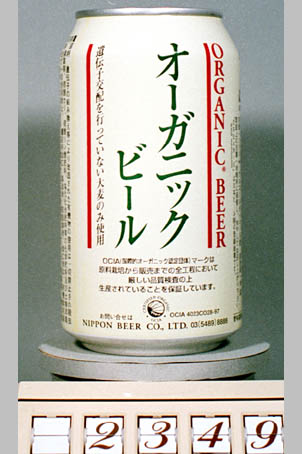 ORGANIC BEER
オーガニック
ビール
遺伝子交配を行っていない大麦のみ使用
OCIA(国際的オーガニック認定団体)マークは
原料栽培から販売までの全工程において
厳しい品質検査の上
生産されていることを保証しています。
OCIA
OCIA 4023CO28-97
お問い合せは
NIPPON BEER CO., LTD. 03(5489)8888
2 3 4 9